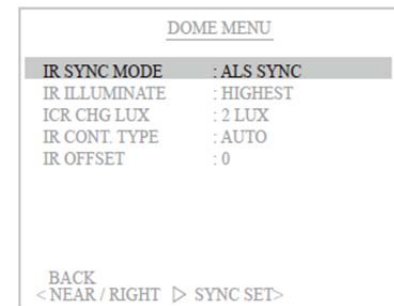 DOME MENU
IR SYNC MODE : ALS SYNC
IR ILLUMINATE : HIGHEST
ICR CHG LUX : 2 LUX
IR CONT. TYPE : AUTO
IR OFFSET : 0
BACK
< NEAR / RIGHT ▷ SYNC SET>